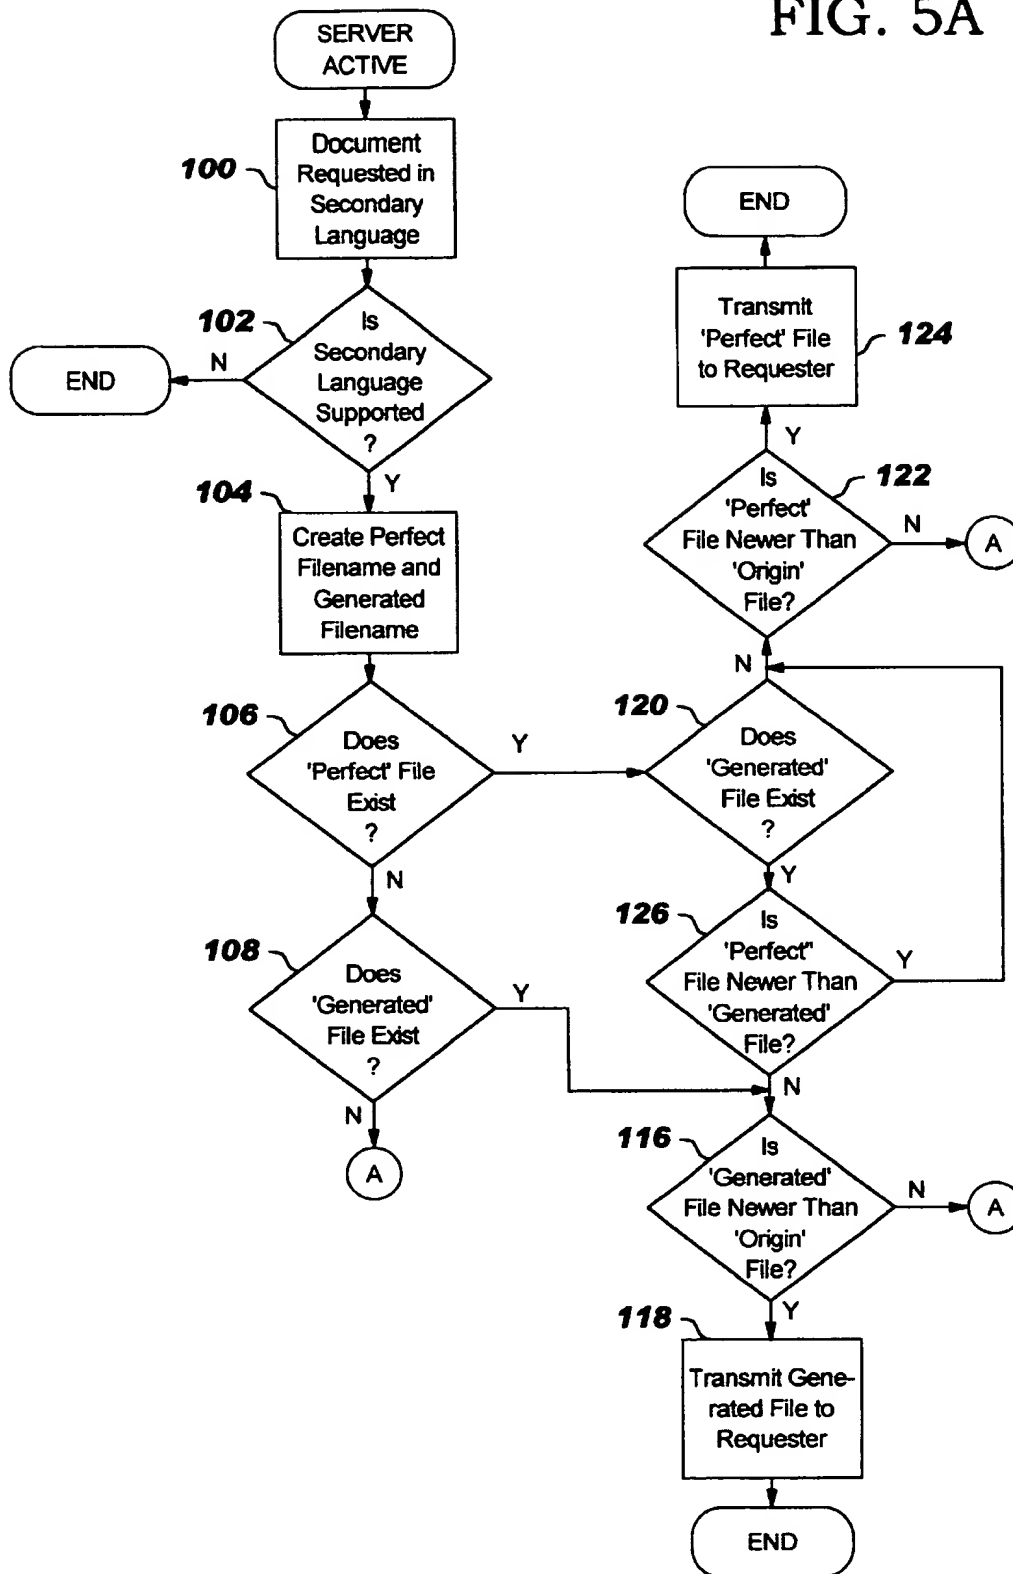 FIG. 5A
SERVER
ACTIVE
100
Document
Requested in
Secondary
Language
102
Is
Secondary
Language
Supported
?
N
END
Y
104
Create Perfect
Filename and
Generated
Filename
106
Does
'Perfect' File
Exist
?
Y
N
108
Does
'Generated'
File Exist
?
Y
N
A
END
Transmit
'Perfect' File
to Requester
124
Y
122
Is
'Perfect'
File Newer Than
'Origin'
File?
N
A
N
120
Does
'Generated'
File Exist
?
Y
126
Is
'Perfect"
File Newer Than
'Generated'
File?
Y
N
116
Is
'Generated'
File Newer Than
'Origin'
File?
N
A
Y
118
Transmit Gene-
rated File to
Requester
END